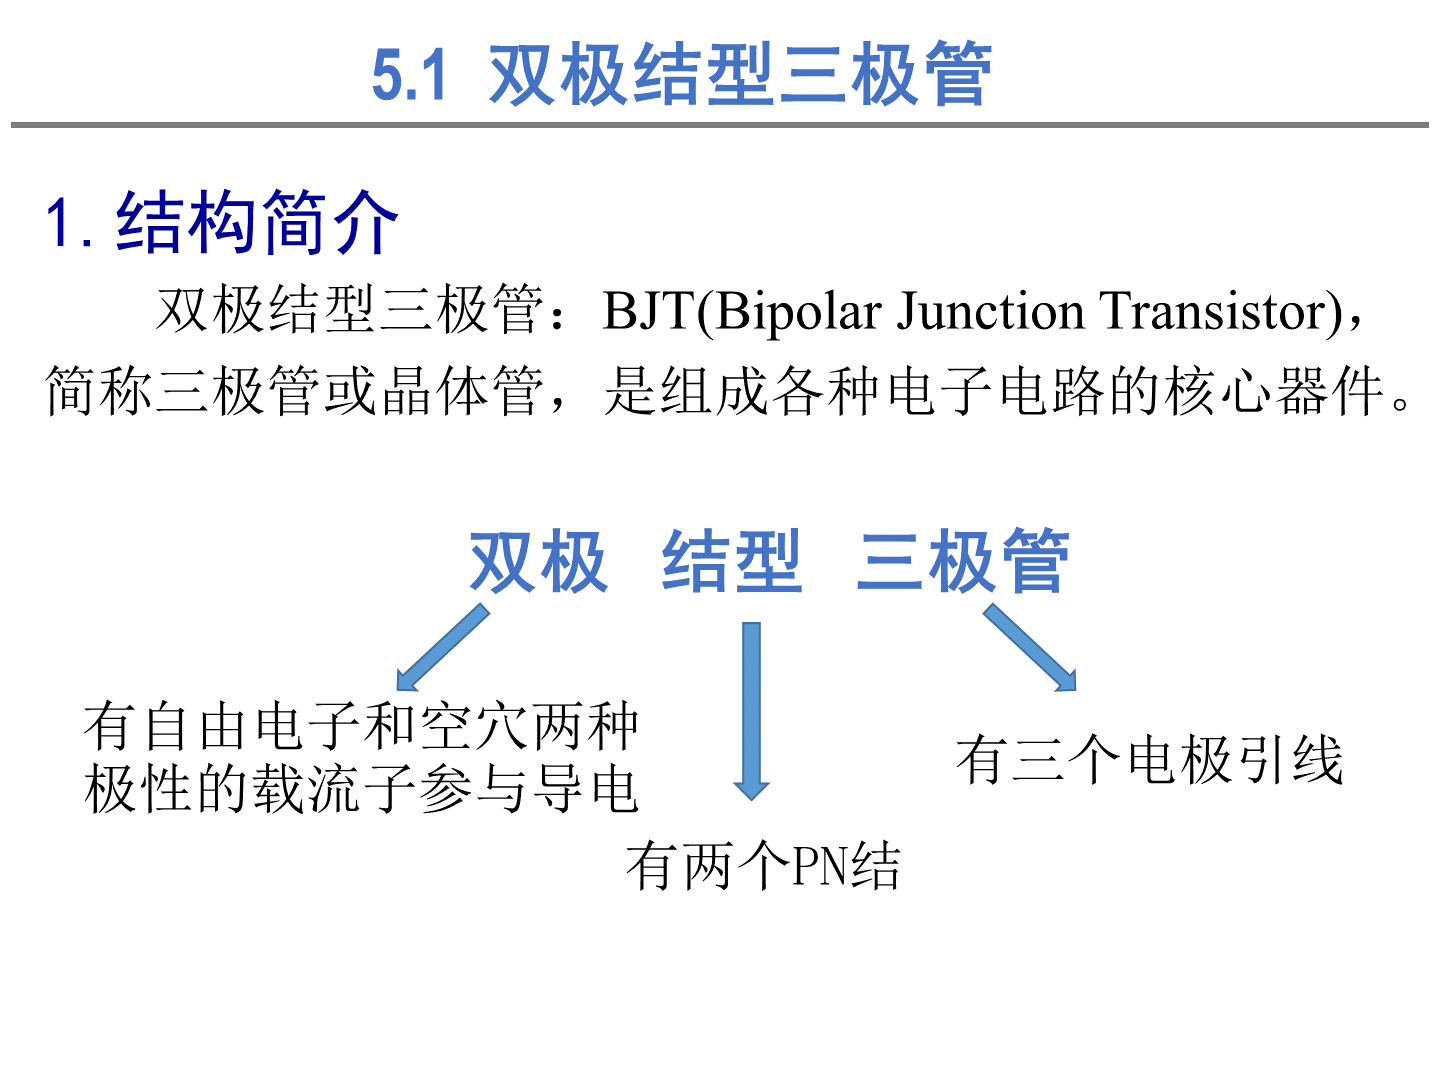 5.1 双极结型三极管
1.结构简介
双极结型三极管：BJT(Bipolar Junction Transistor)，
简称三极管或晶体管，是组成各种电子电路的核心器件。
双极 结型 三极管
有自由电子和空穴两种
极性的载流子参与导电
有三个电极引线
有两个PN结